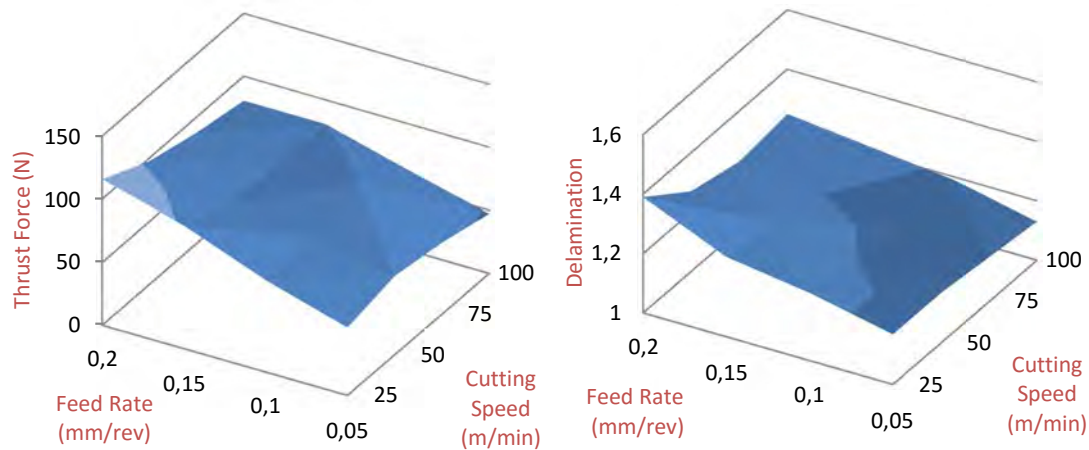 150
100
50
0
Thrust Force (N)
0,2
0,15
0,1
0,05
Feed Rate
(mm/rev)
25
50
75
100
Cutting
Speed
(m/min)
1,6
1,4
1,2
1
Delamination
0,2
0,15
0,1
0,05
Feed Rate
(mm/rev)
25
50
75
100
Cutting
Speed
(m/min)